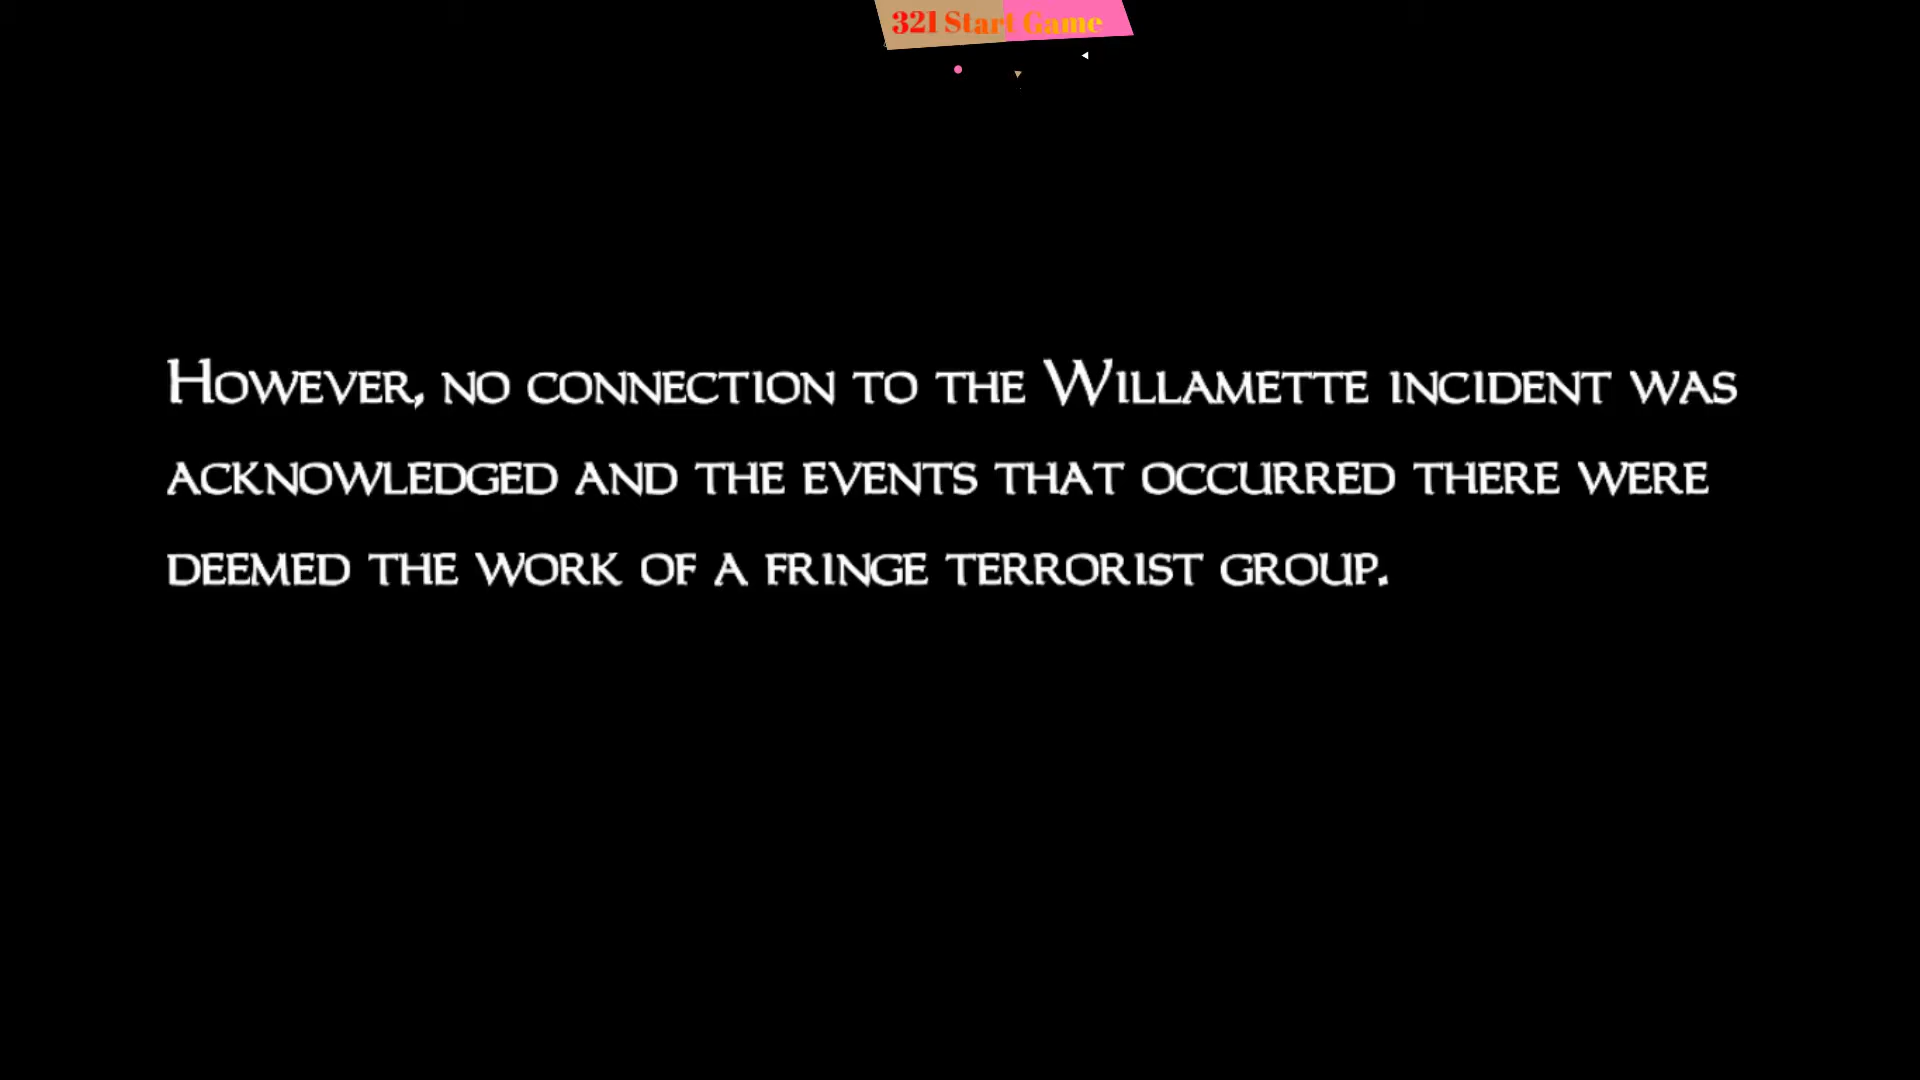 321 Start Game
However, no connection to the Willamette incident was
acknowledged and the events that occurred there were
deemed the work of a fringe terrorist group.